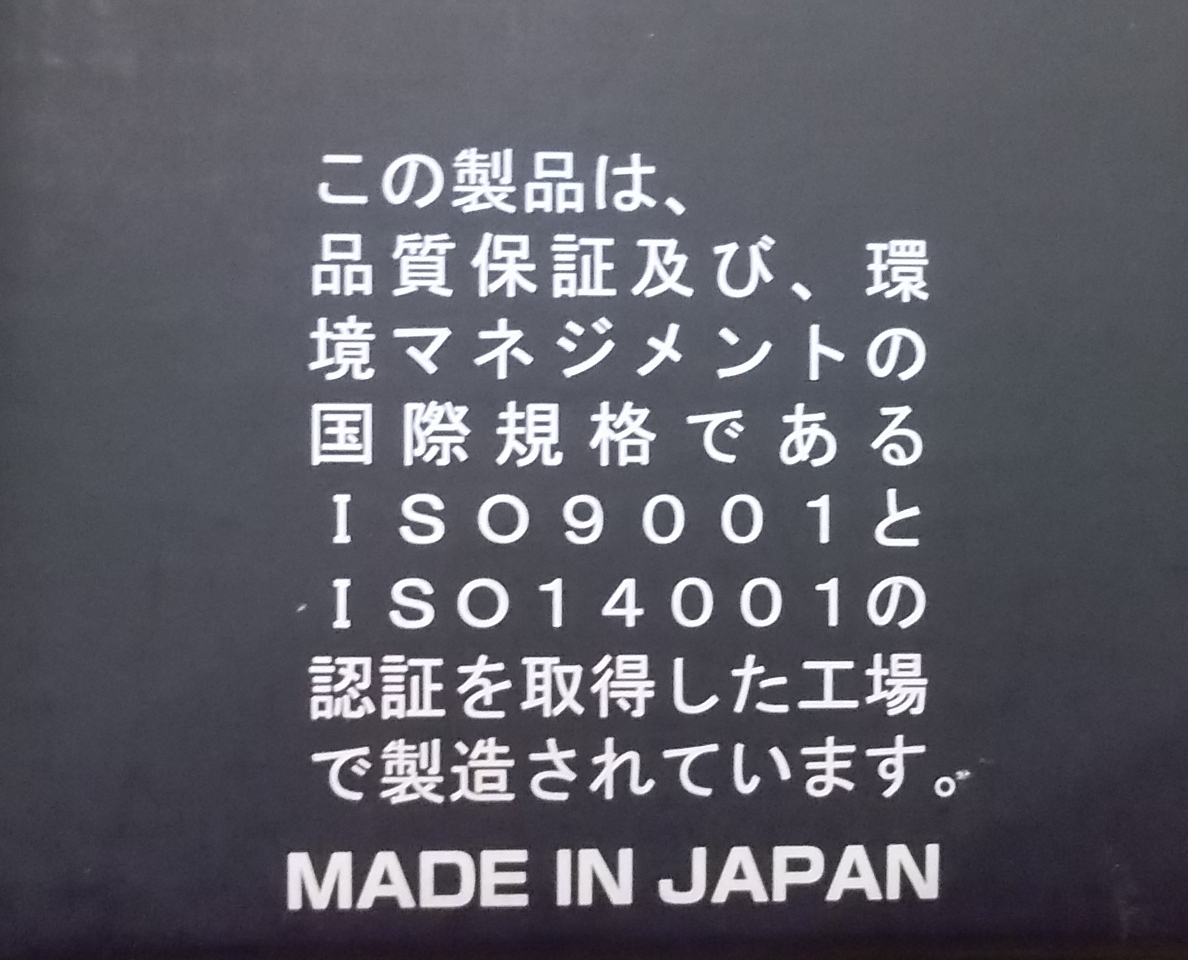 この製品は、
品質保証及び、環
境マネジメントの
国際規格である
ＩＳＯ９００１と
ＩＳＯ１４００１の
認証を取得した工場
で製造されています。
MADE IN JAPAN